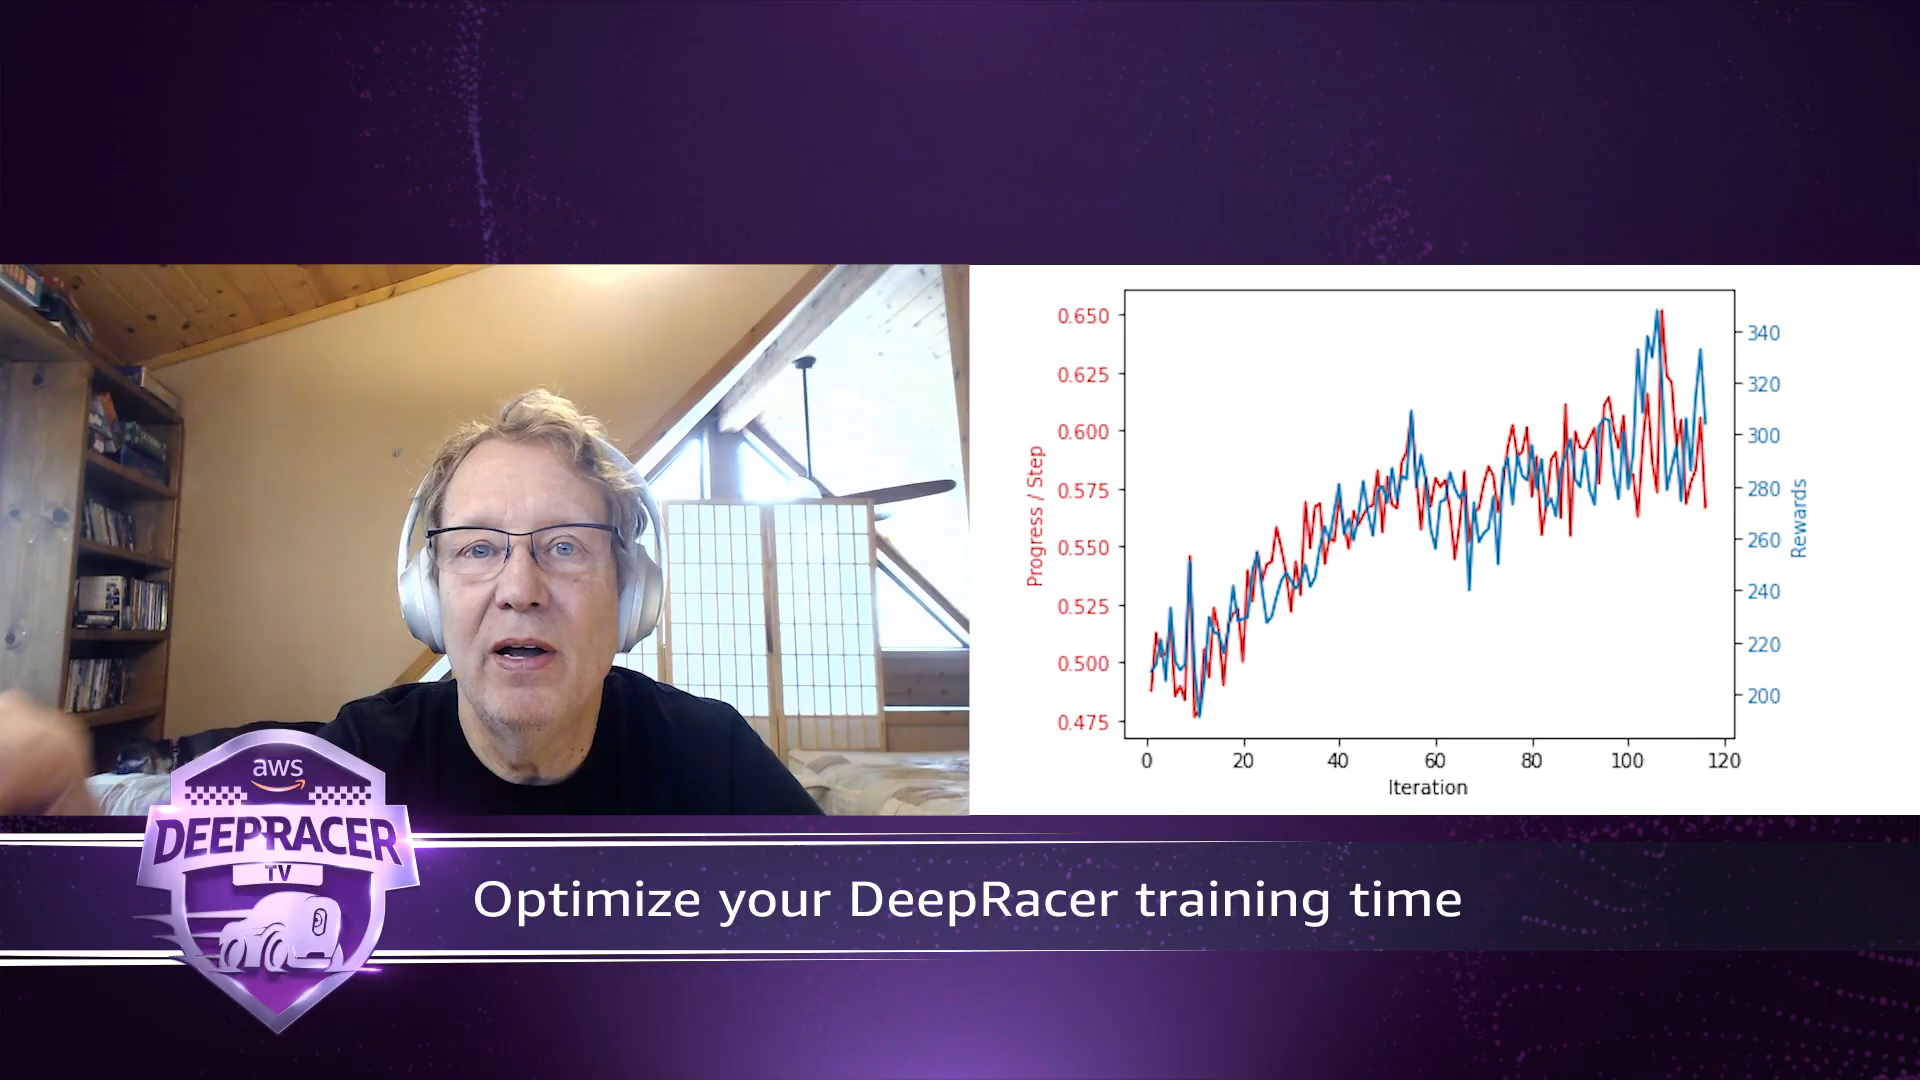 0.650
0.625
0.600
0.575
0.550
0.525
0.500
0.475
Progress / Step
340
320
300
280
260
240
220
200
Rewards
0 20 40 60 80 100 120
Iteration
aws
DEEPRACER
TV
Optimize your DeepRacer training time